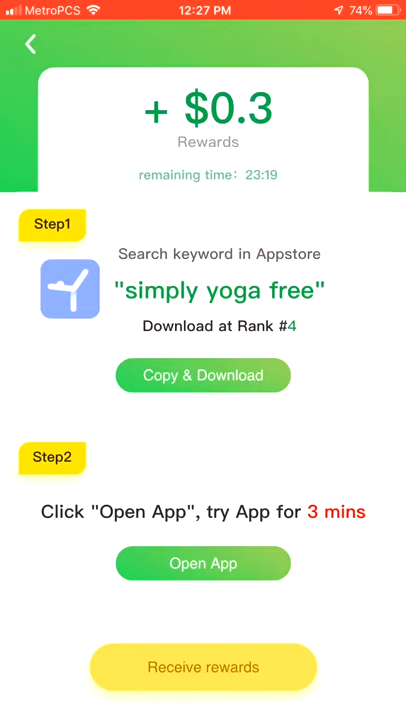 MetroPCS 12:27 PM 74%
+ $0.3
Rewards
remaining time: 23:19
Step1
Search keyword in Appstore
"simply yoga free"
Download at Rank #4
Copy & Download
Step2
Click "Open App", try App for 3 mins
Open App
Receive rewards